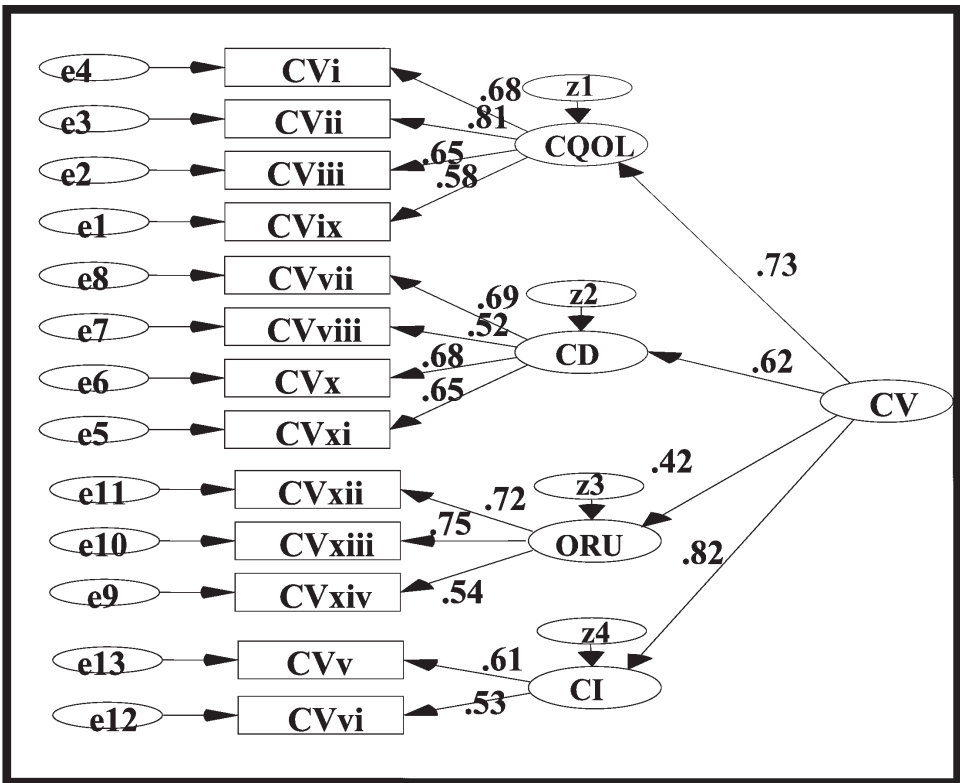 e4
CVi
.68
z1
e3
CVii
.81
CQOL
e2
CViii
.65
e1
CVix
.58
.73
e8
CVvii
.69
z2
e7
CVviii
.52
CD
.62
e6
CVx
.68
e5
CVxi
.65
CV
e11
CVxii
.72
z3
.42
e10
CVxiii
.75
ORU
e9
CVxiv
.54
.82
e13
CVv
.61
z4
CI
e12
CVvi
.53